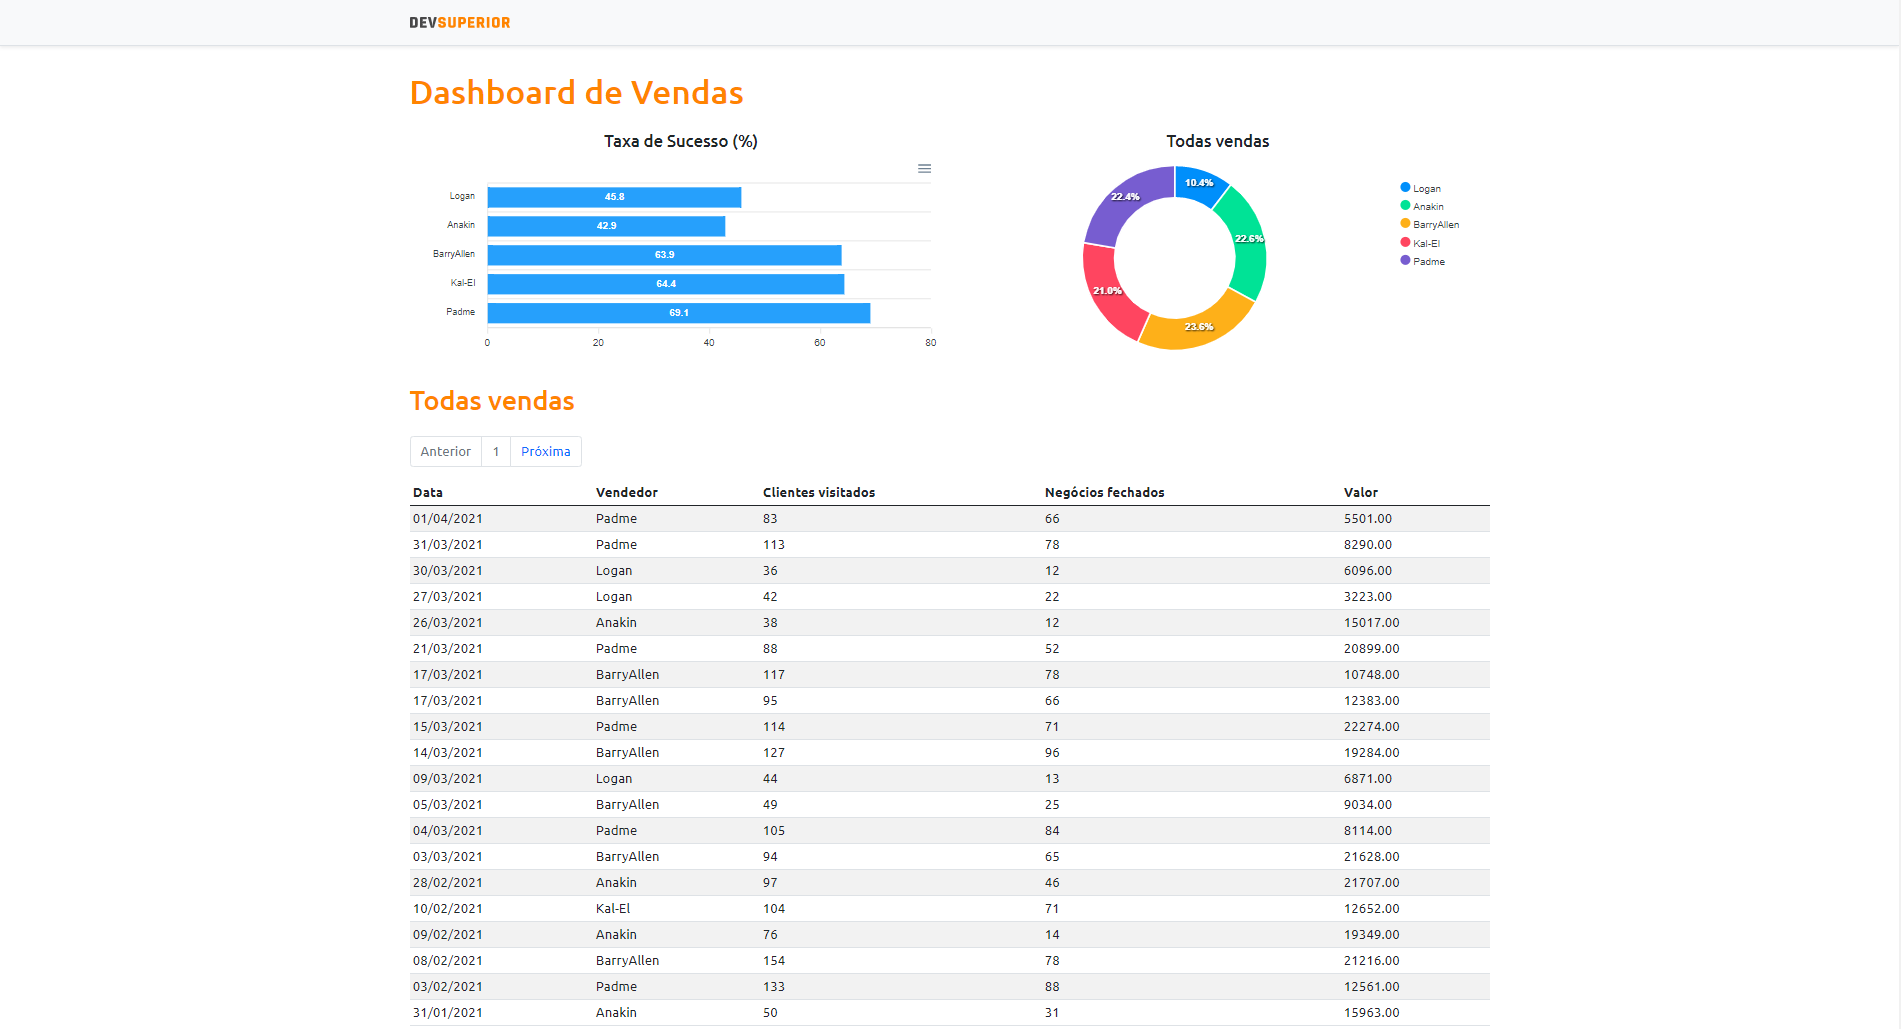 DEVSUPERIOR
Dashboard de Vendas
Taxa de Sucesso (%)
Logan 45.8
Anakin 42.9
BarryAllen 63.9
Kal-El 64.4
Padme 69.1
0 20 40 60 80
Todas vendas
10.4%
22.6%
23.6%
21.0%
22.4%
Logan
Anakin
BarryAllen
Kal-El
Padme
Todas vendas
Anterior 1 Próxima
Data Vendedor Clientes visitados Negócios fechados Valor
01/04/2021 Padme 83 66 5501.00
31/03/2021 Padme 113 78 8290.00
30/03/2021 Logan 36 12 6096.00
27/03/2021 Logan 42 22 3223.00
26/03/2021 Anakin 38 12 15017.00
21/03/2021 Padme 88 52 20899.00
17/03/2021 BarryAllen 117 78 10748.00
17/03/2021 BarryAllen 95 66 12383.00
15/03/2021 Padme 114 71 22274.00
14/03/2021 BarryAllen 127 96 19284.00
09/03/2021 Logan 44 13 6871.00
05/03/2021 BarryAllen 49 25 9034.00
04/03/2021 Padme 105 84 8114.00
03/03/2021 BarryAllen 94 65 21628.00
28/02/2021 Anakin 97 46 21707.00
10/02/2021 Kal-El 104 71 12652.00
09/02/2021 Anakin 76 14 19349.00
08/02/2021 BarryAllen 154 78 21216.00
03/02/2021 Padme 133 88 12561.00
31/01/2021 Anakin 50 31 15963.00